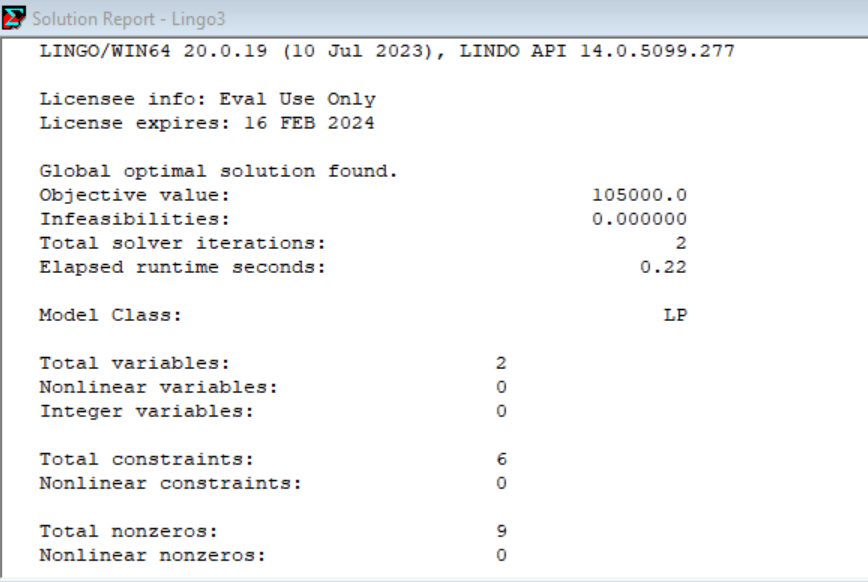 Solution Report - Lingo3
LINGO/WIN64 20.0.19 (10 Jul 2023), LINDO API 14.0.5099.277
Licensee info: Eval Use Only
License expires: 16 FEB 2024
Global optimal solution found.
Objective value: 105000.0
Infeasibilities: 0.000000
Total solver iterations: 2
Elapsed runtime seconds: 0.22
Model Class: LP
Total variables: 2
Nonlinear variables: 0
Integer variables: 0
Total constraints: 6
Nonlinear constraints: 0
Total nonzeros: 9
Nonlinear nonzeros: 0